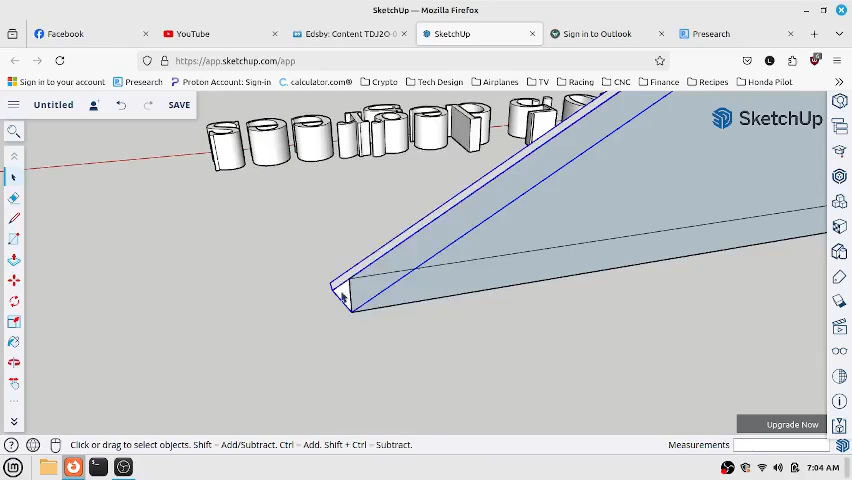 SketchUp — Mozilla Firefox
Facebook
YouTube
Edsby: Content TDJ2O-0
SketchUp
Sign in to Outlook
Presearch
https://app.sketchup.com/app
Sign in to your account
Presearch
Proton Account: Sign-in
calculator.com®
Crypto
Tech Design
Airplanes
TV
Racing
CNC
Finance
Recipes
Honda Pilot
Untitled
SAVE
SketchUp
Upgrade Now
Click or drag to select objects. Shift = Add/Subtract. Ctrl = Add. Shift + Ctrl = Subtract.
Measurements
7:04 AM